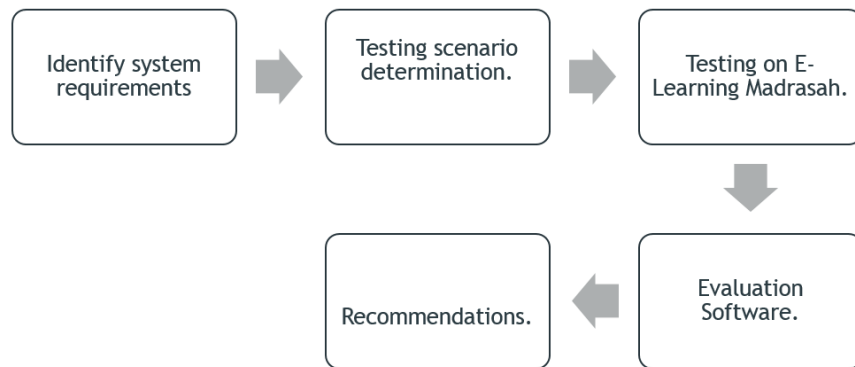 Identify system
requirements
Testing scenario
determination.
Testing on E-
Learning Madrasah.
Evaluation
Software.
Recommendations.